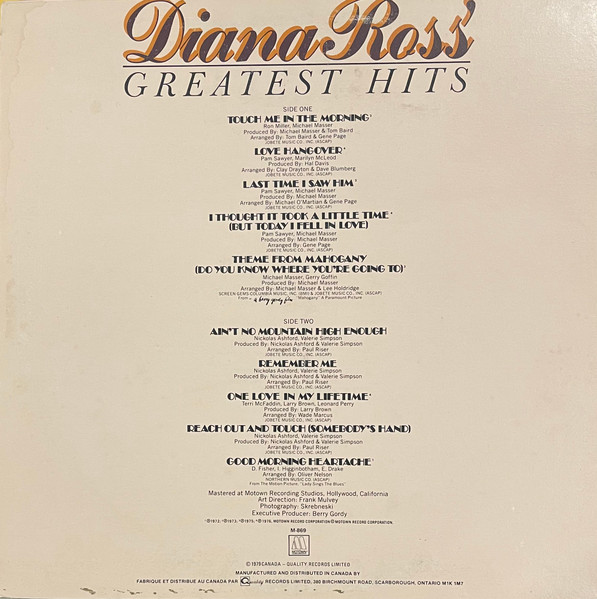 Diana Ross'
GREATEST HITS
SIDE ONE
TOUCH ME IN THE MORNING*
Ron Miller, Michael Masser
Produced By: Michael Masser & Tom Baird
Arranged By: Tom Baird & Gene Page
JOBETE MUSIC CO., INC. (ASCAP)
LOVE HANGOVER*
Pam Sawyer, Marilyn McLeod
Produced By: Hal Davis
Arranged By: Clay Drayton & Dave Blumberg
JOBETE MUSIC CO., INC. (ASCAP)
LAST TIME I SAW HIM*
Pam Sawyer, Michael Masser
Produced By: Michael Masser
Arranged By: Michael O'Martian & Gene Page
JOBETE MUSIC CO., INC. (ASCAP)
I THOUGHT IT TOOK A LITTLE TIME*
(BUT TODAY I FELL IN LOVE)
Pam Sawyer, Michael Masser
Produced By: Michael Masser
Arranged By: Gene Page
JOBETE MUSIC CO., INC. (ASCAP)
THEME FROM MAHOGANY
(DO YOU KNOW WHERE YOU'RE GOING TO)*
Michael Masser, Gerry Goffin
Produced By: Michael Masser
Arranged By: Michael Masser & Lee Holdridge
SCREEN GEMS COLUMBIA MUSIC, INC. (BMI) & JOBETE MUSIC CO., INC. (ASCAP)
From — a berry gordy film "Mahogany" A Paramount Picture
SIDE TWO
AIN'T NO MOUNTAIN HIGH ENOUGH
Nickolas Ashford, Valerie Simpson
Produced By: Nickolas Ashford & Valerie Simpson
Arranged By: Paul Riser
JOBETE MUSIC CO., INC. (ASCAP)
REMEMBER ME
Nickolas Ashford, Valerie Simpson
Produced By: Nickolas Ashford & Valerie Simpson
Arranged By: Paul Riser
JOBETE MUSIC CO., INC. (ASCAP)
ONE LOVE IN MY LIFETIME*
Terri McFaddin, Larry Brown, Leonard Perry
Produced By: Larry Brown
Arranged By: Wade Marcus
JOBETE MUSIC CO., INC. (ASCAP)
REACH OUT AND TOUCH (SOMEBODY'S HAND)
Nickolas Ashford, Valerie Simpson
Produced By: Nickolas Ashford & Valerie Simpson
Arranged By: Paul Riser
JOBETE MUSIC CO., INC. (ASCAP)
GOOD MORNING HEARTACHE*
D. Fisher, I. Higginbotham, E. Drake
Arranged By: Oliver Nelson
NORTHERN MUSIC CO. (ASCAP)
From The Motion Picture: "Lady Sings The Blues"
Mastered at Motown Recording Studios, Hollywood, California
Art Direction: Frank Mulvey
Photography: Skrebneski
Executive Producer: Berry Gordy
MOTOWN RECORD CORPORATION ℗ MOTOWN RECORD CORPORATION.
M-869
M
MOTOWN
© 1976 CANADA – QUALITY RECORDS LIMITED
MANUFACTURED AND DISTRIBUTED IN CANADA BY
FABRIQUE ET DISTRIBUE AU CANADA PAR Quality RECORDS LIMITED, 380 BIRCHMOUNT ROAD, SCARBOROUGH, ONTARIO M1K 1M7